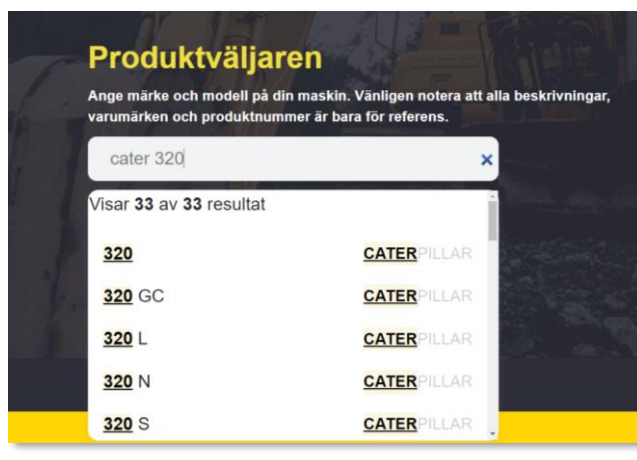 Produktväljaren
Ange märke och modell på din maskin. Vänligen notera att alla beskrivningar,
varumärken och produktnummer är bara för referens.
cater 320
Visar 33 av 33 resultat
320 CATERPILLAR
320 GC CATERPILLAR
320 L CATERPILLAR
320 N CATERPILLAR
320 S CATERPILLAR